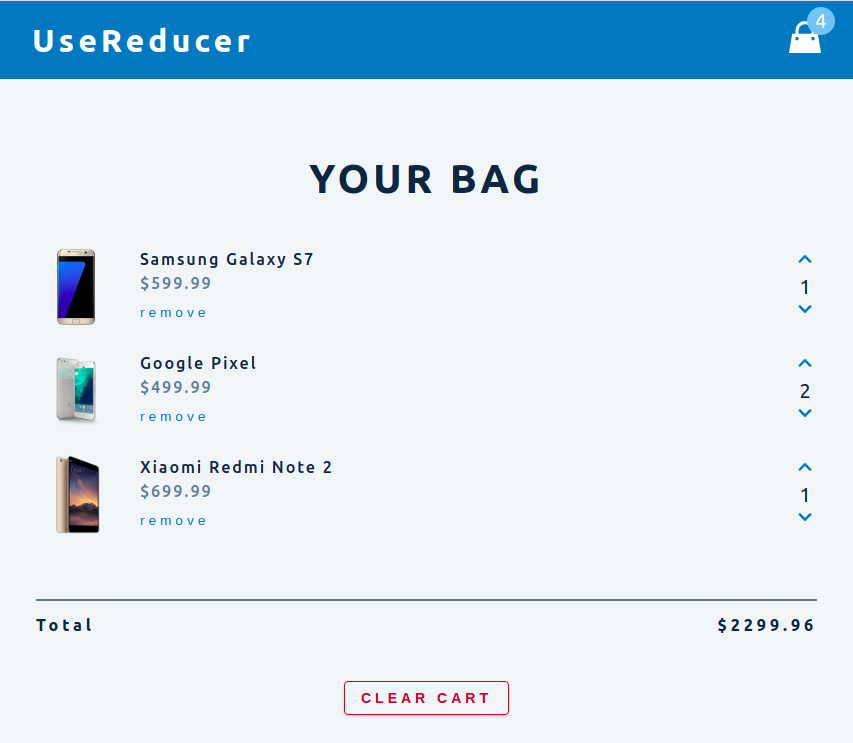 UseReducer
4
YOUR BAG
Samsung Galaxy S7
$599.99
remove
1
Google Pixel
$499.99
remove
2
Xiaomi Redmi Note 2
$699.99
remove
1
Total $2299.96
CLEAR CART